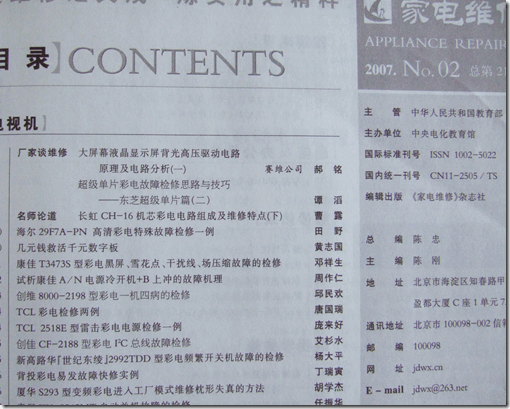 家电维修
APPLIANCE REPAIR
2007. No.02 总第21
目录】CONTENTS
电视机】
厂家谈维修 大屏幕液晶显示屏背光高压驱动电路
原理及电路分析(一) 赛维公司 郝 铭
超级单片彩电故障检修思路与技巧
——东芝超级单片篇(二) 谭 滔
名师论道 长虹 CH-16 机芯彩电电路组成及维修特点(下) 曹 露
海尔 29F7A-PN 高清彩电特殊故障检修一例 田 野
几元钱救活千元数字板 黄志国
康佳 T3473S 型彩电黑屏、雪花点、干扰线、场压缩故障的检修 邓祥生
试析康佳 A/N 电源冷开机+B 上冲的故障机理 周作仁
创维 8000-2198 型彩电一机四病的检修 邱民欢
TCL 彩电检修两例 唐国瑞
TCL 2518E 型雷击彩电电源检修一例 庞来好
创佳 CF-2188 型彩电 I²C 总线故障检修 艾杉水
新高路华『世纪东线』2992TDD 型彩电频繁开关机故障的检修 杨大平
背投彩电易发故障快修实例 丁瑞寅
厦华 S293 型变频彩电进入工厂模式维修枕形失真的方法 胡学杰
任振华
主 管 中华人民共和国教育部
主办单位 中央电化教育馆
国际标准刊号 ISSN 1002-5022
国内统一刊号 CN11-2505/TS
编辑出版 《家电维修》杂志社
总 编 陈 忠
主 编 陈 刚
地 址 北京市海淀区知春路甲
盈都大厦 C 座 1 单元 7
通讯地址 北京市 100098-002 信
邮 编 100098
网 址 jdwx.cn
E-mail jdwx@263.net